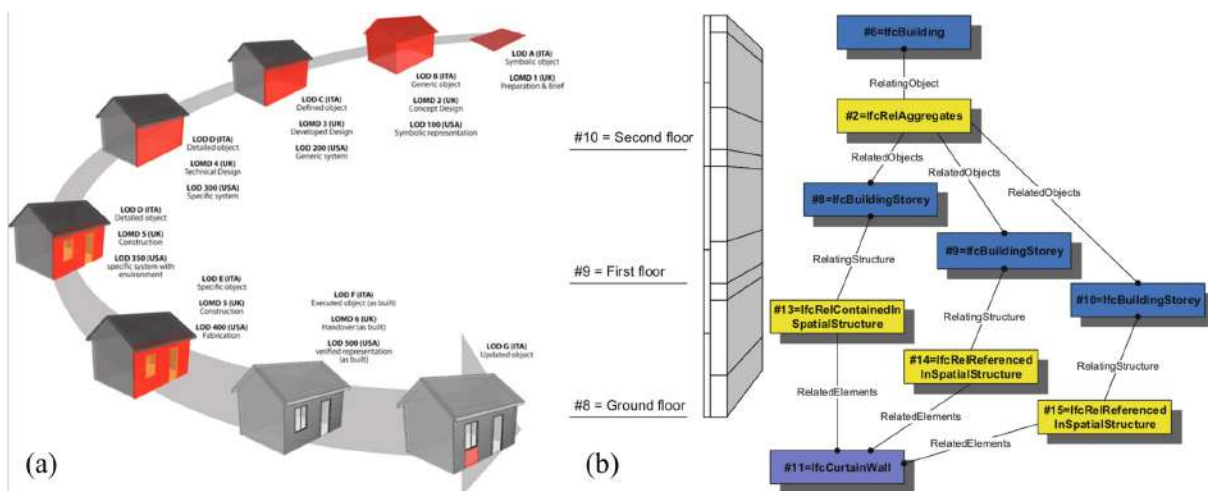 LOD A (ITA)
Symbolic object
LOMD 1 (UK)
Preparation & Brief
LOD B (ITA)
Generic object
LOMD 2 (UK)
Concept Design
LOD 100 (USA)
Symbolic representation
LOD C (ITA)
Defined object
LOMD 3 (UK)
Developed Design
LOD 200 (USA)
Generic system
LOD D (ITA)
Detailed object
LOMD 4 (UK)
Technical Design
LOD 300 (USA)
Specific system
LOD D (ITA)
Detailed object
LOMD 5 (UK)
Construction
LOD 350 (USA)
specific system with
environment
LOD E (ITA)
Specific object
LOMD 5 (UK)
Construction
LOD 400 (USA)
Fabrication
LOD F (ITA)
Executed object (as built)
LOMD 6 (UK)
Handover (as built)
LOD 500 (USA)
verified representation
(as built)
LOD G (ITA)
Updated object
(a)
#10 = Second floor
#9 = First floor
#8 = Ground floor
(b)
#6=IfcBuilding
RelatingObject
#2=IfcRelAggregates
RelatedObjects
RelatedObjects
RelatedObjects
#8=IfcBuildingStorey
#9=IfcBuildingStorey
#10=IfcBuildingStorey
RelatingStructure
#13=IfcRelContainedIn
SpatialStructure
RelatingStructure
#14=IfcRelReferenced
InSpatialStructure
RelatingStructure
#15=IfcRelReferenced
InSpatialStructure
RelatedElements
RelatedElements
RelatedElements
#11=IfcCurtainWall